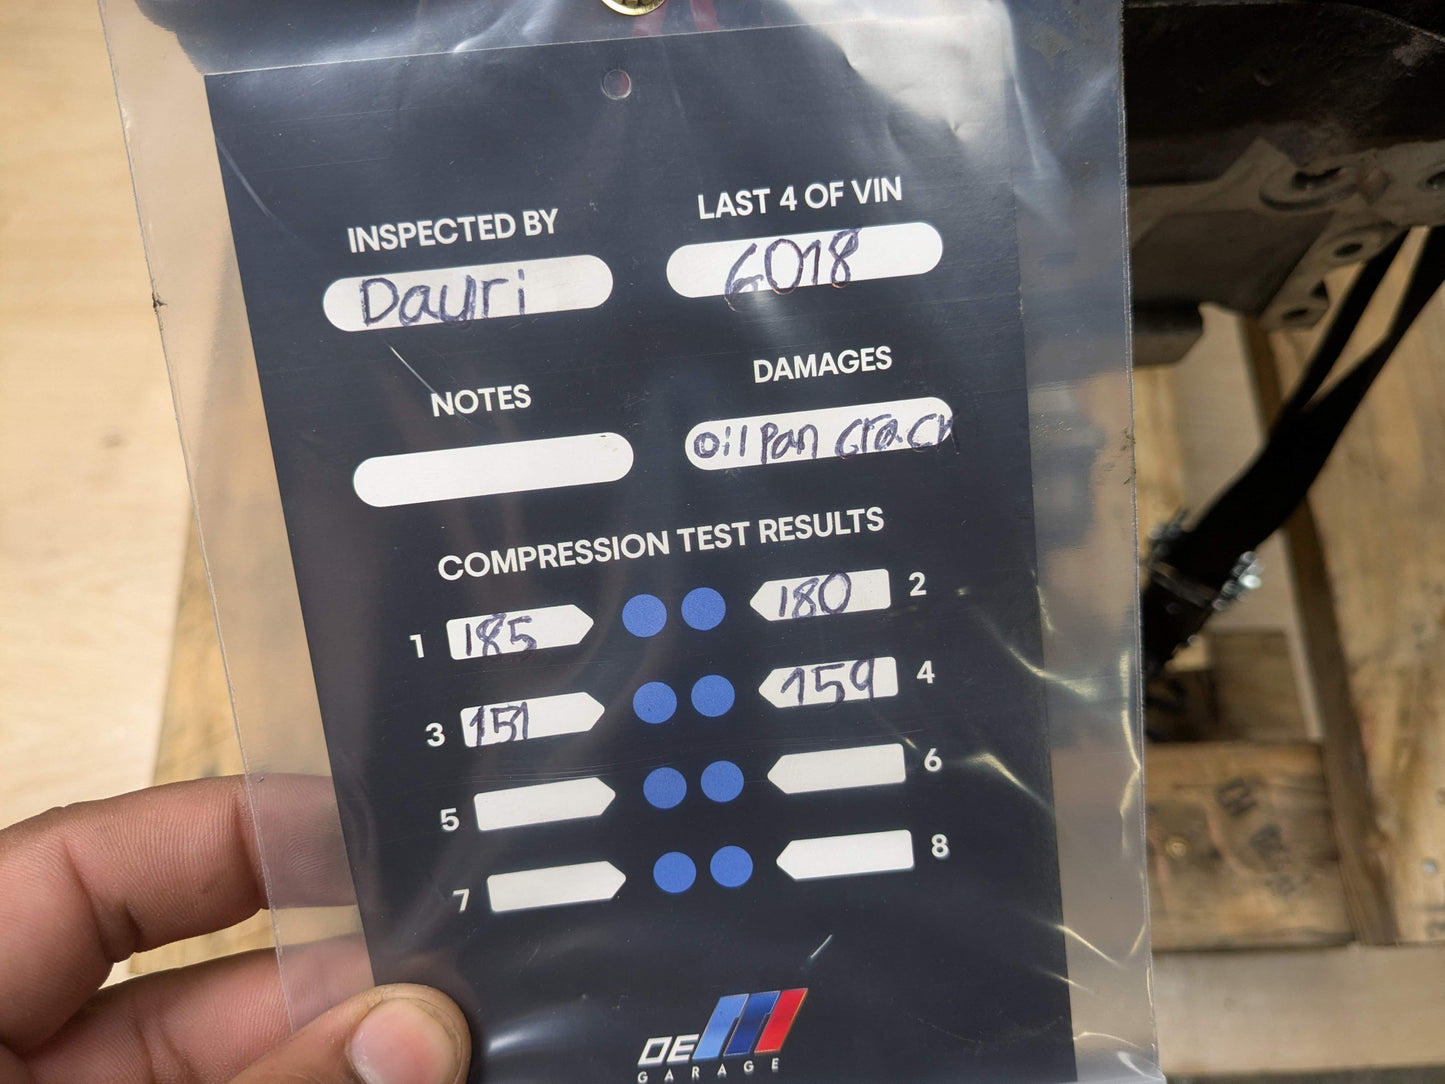 INSPECTED BY
Dayri
LAST 4 OF VIN
6018
NOTES
DAMAGES
oil Pan crack
COMPRESSION TEST RESULTS
1 185
180 2
3 151
159 4
5
6
7
8
OE
GARAGE